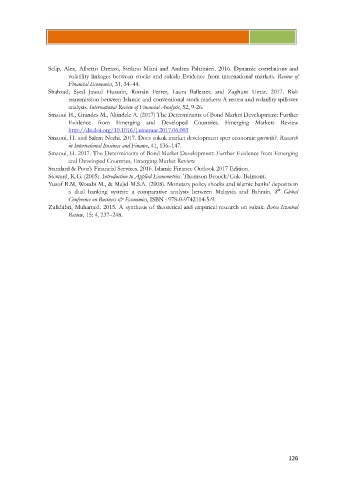 Sclip, Alex, Alberto Dreassi, Stefano Miani and Andrea Paltrinieri. 2016. Dynamic correlations and
volatility linkages between stocks and sukuk: Evidence from international markets. Review of
Financial Economics, 31, 34–44.
Shahzad, Syed Jawad Hussain, Román Ferrer, Laura Ballester, and Zaghum Umar. 2017. Risk
transmission between Islamic and conventional stock markets: A return and volatility spillover
analysis. International Review of Financial Analysis, 52, 9-26.
Smaoui H., Grandes M., Akindele A. (2017) The Determinants of Bond Market Development: Further
Evidence from Emerging and Developed Countries. Emerging Markets Review
http://dx.doi.org/10.1016/j.ememar.2017.06.003
Smaoui, H. and Salem Nechi. 2017. Does sukuk market development spur economic growth?. Research
in International Business and Finance, 41, 136–147.
Smaoui, H. 2017. The Determinants of Bond Market Development: Further Evidence from Emerging
and Developed Countries, Emerging Market Review
Standard & Poor's Financial Services. 2016. Islamic Finance Outlook 2017 Edition.
Steward, K.G. (2005). Introduction to Applied Econometrics. Thomson Brooch/Cole: Belmont.
Yusof R.M, Wosabi M., & Majid M.S.A. (2008). Monetary policy shocks and islamic banks' deposits in
a dual banking system: a comparative analysis between Malaysia and Bahrain. 8th Global
Conference on Business & Economics, ISBN : 978-0-9742114-5-9.
Zulkhibri, Muhamed. 2015. A synthesis of theoretical and empirical research on sukuk. Borsa Istanbul
Review, 15: 4, 237–248.
126